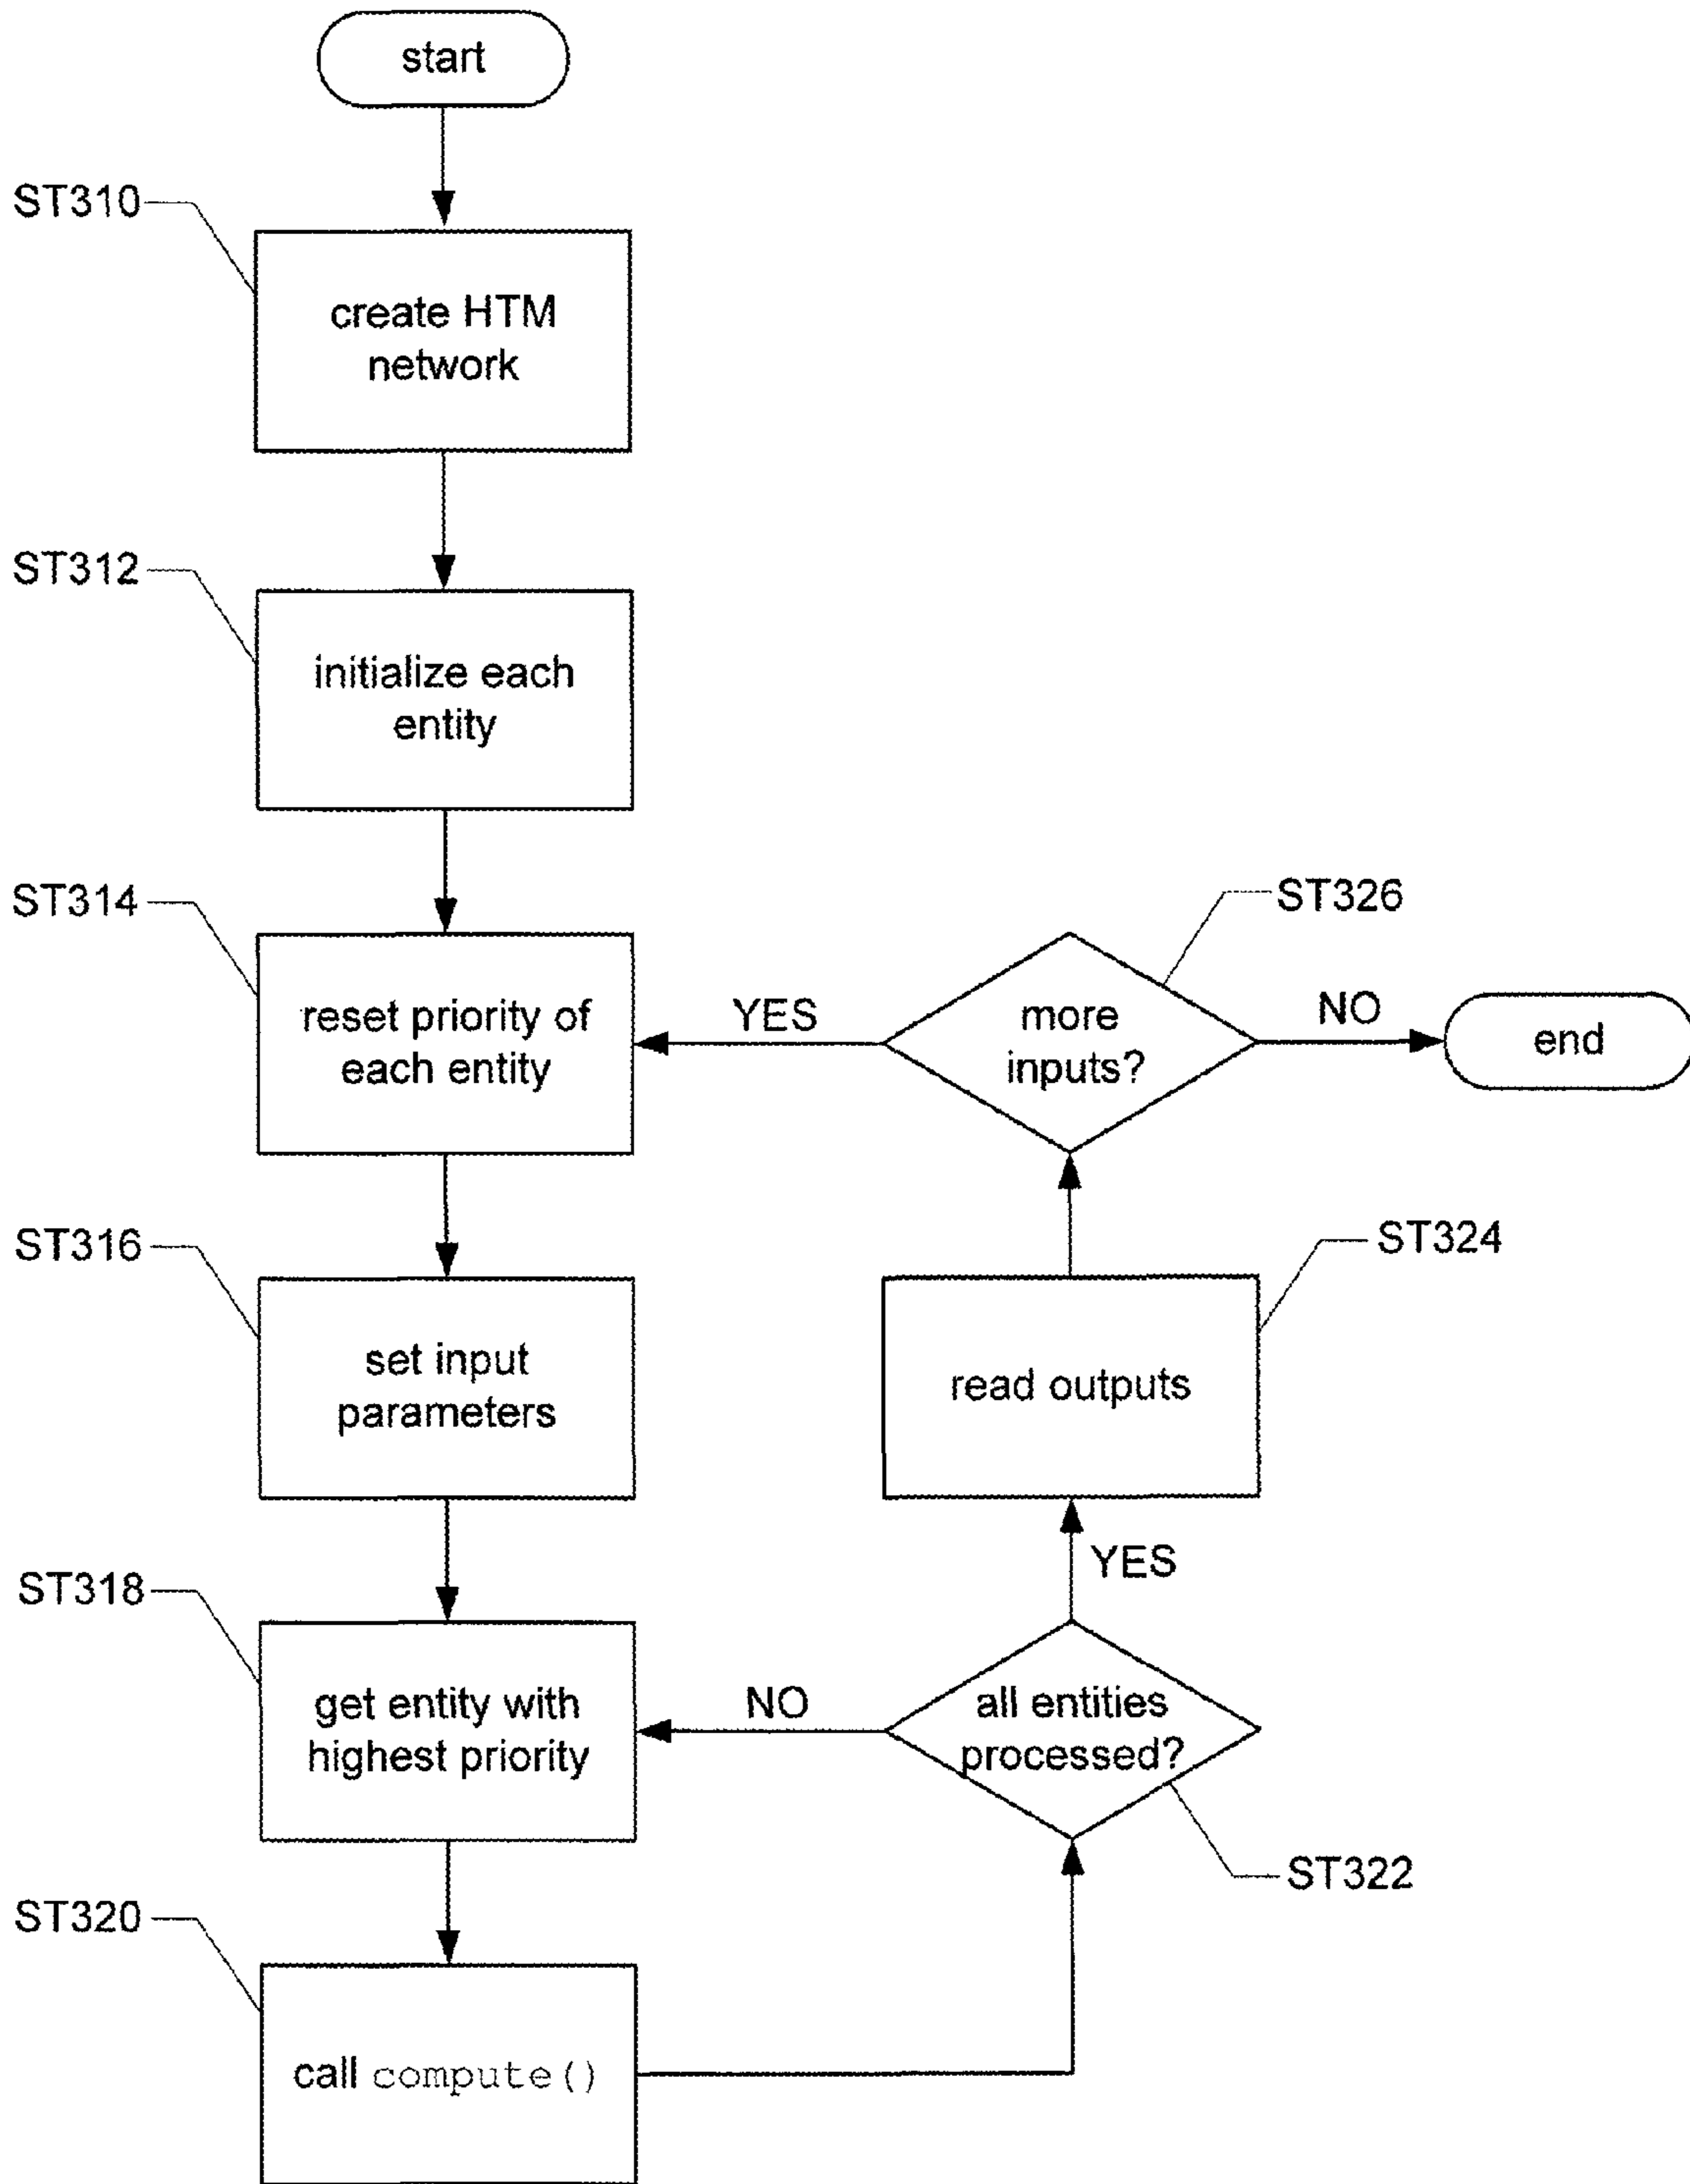 start
ST310
create HTM
network
ST312
initialize each
entity
ST314
reset priority of
each entity
YES
more
inputs?
ST326
NO
end
ST316
set input
parameters
read outputs
ST324
YES
ST318
get entity with
highest priority
NO
all entities
processed?
ST322
ST320
call compute()